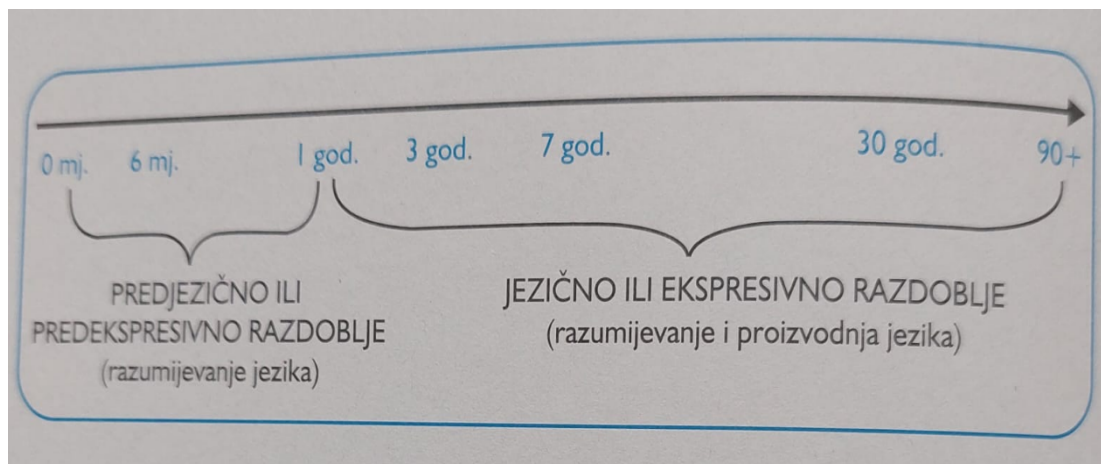 0 mj. 6 mj. 1 god. 3 god. 7 god. 30 god. 90+
PREDJEZIČNO ILI
PREDEKSPRESIVNO RAZDOBLJE
(razumijevanje jezika)
JEZIČNO ILI EKSPRESIVNO RAZDOBLJE
(razumijevanje i proizvodnja jezika)